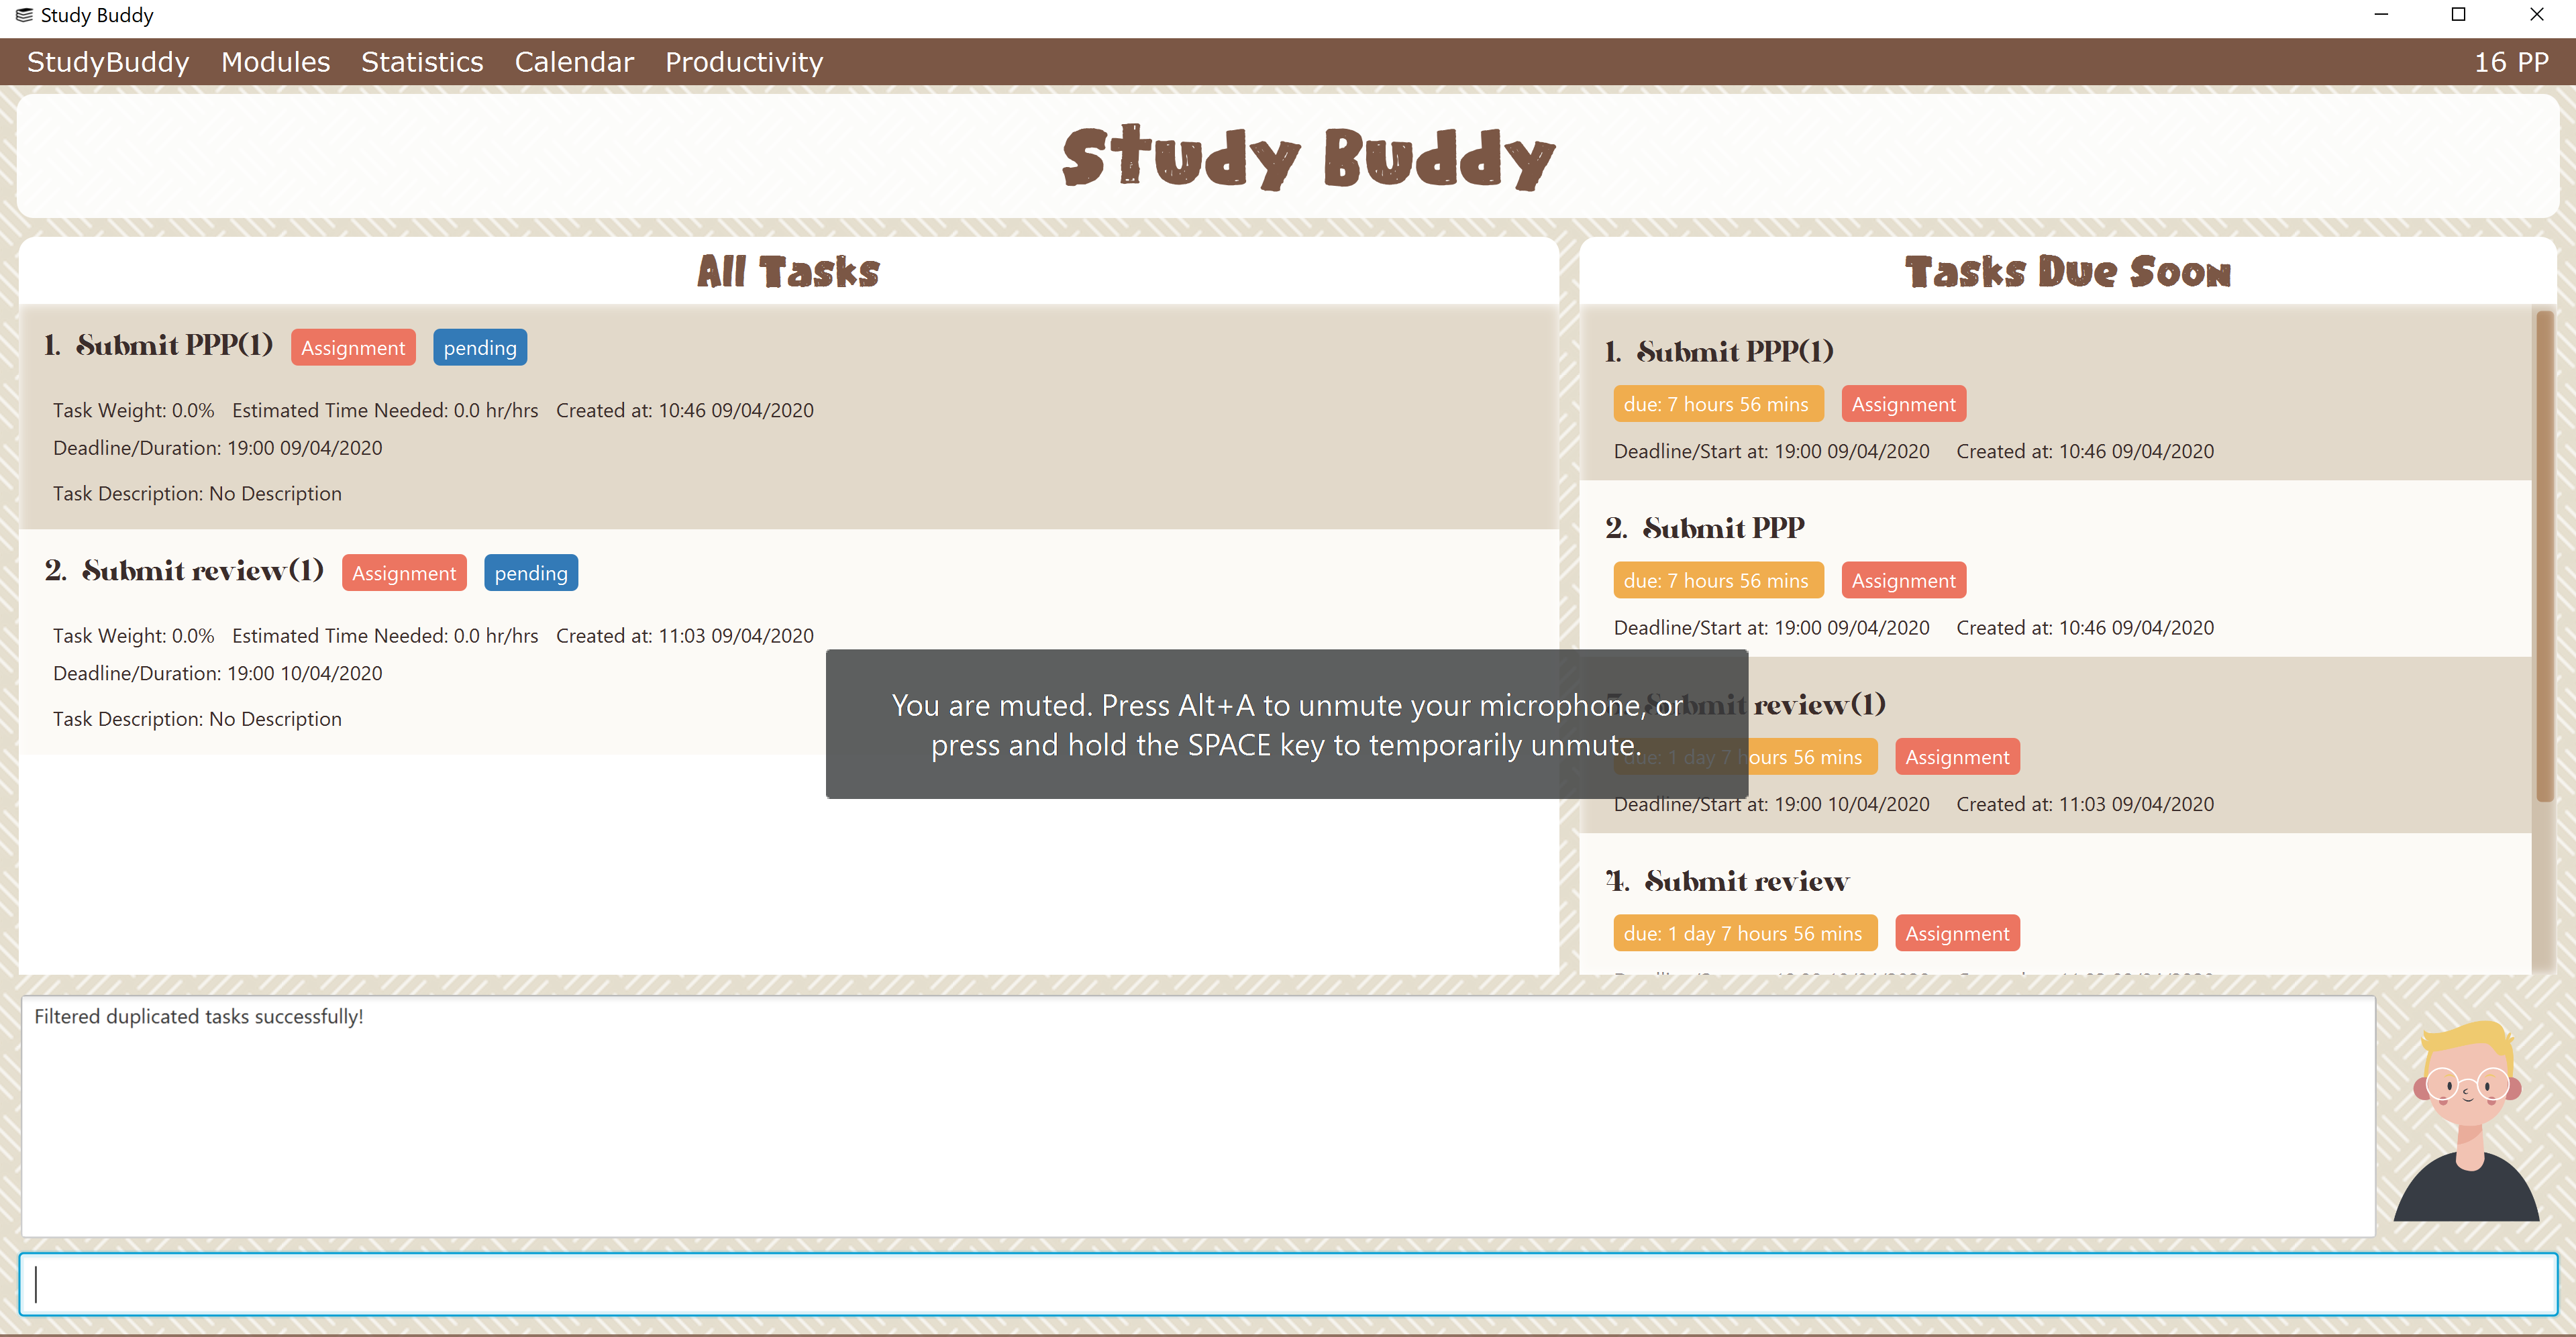 Study Buddy
StudyBuddy Modules Statistics Calendar Productivity 16 PP
Study Buddy
All Tasks
1. Submit PPP(1) Assignment pending
Task Weight: 0.0% Estimated Time Needed: 0.0 hr/hrs Created at: 10:46 09/04/2020
Deadline/Duration: 19:00 09/04/2020
Task Description: No Description
2. Submit review(1) Assignment pending
Task Weight: 0.0% Estimated Time Needed: 0.0 hr/hrs Created at: 11:03 09/04/2020
Deadline/Duration: 19:00 10/04/2020
Task Description: No Description
Tasks Due Soon
1. Submit PPP(1)
due: 7 hours 56 mins Assignment
Deadline/Start at: 19:00 09/04/2020 Created at: 10:46 09/04/2020
2. Submit PPP
due: 7 hours 56 mins Assignment
Deadline/Start at: 19:00 09/04/2020 Created at: 10:46 09/04/2020
3. Submit review(1)
due: 1 day 7 hours 56 mins Assignment
Deadline/Start at: 19:00 10/04/2020 Created at: 11:03 09/04/2020
4. Submit review
due: 1 day 7 hours 56 mins Assignment
You are muted. Press Alt+A to unmute your microphone, or
press and hold the SPACE key to temporarily unmute.
Filtered duplicated tasks successfully!